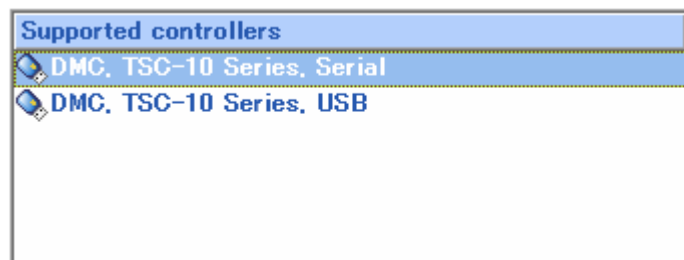 Supported controllers
DMC, TSC-10 Series, Serial
DMC, TSC-10 Series, USB